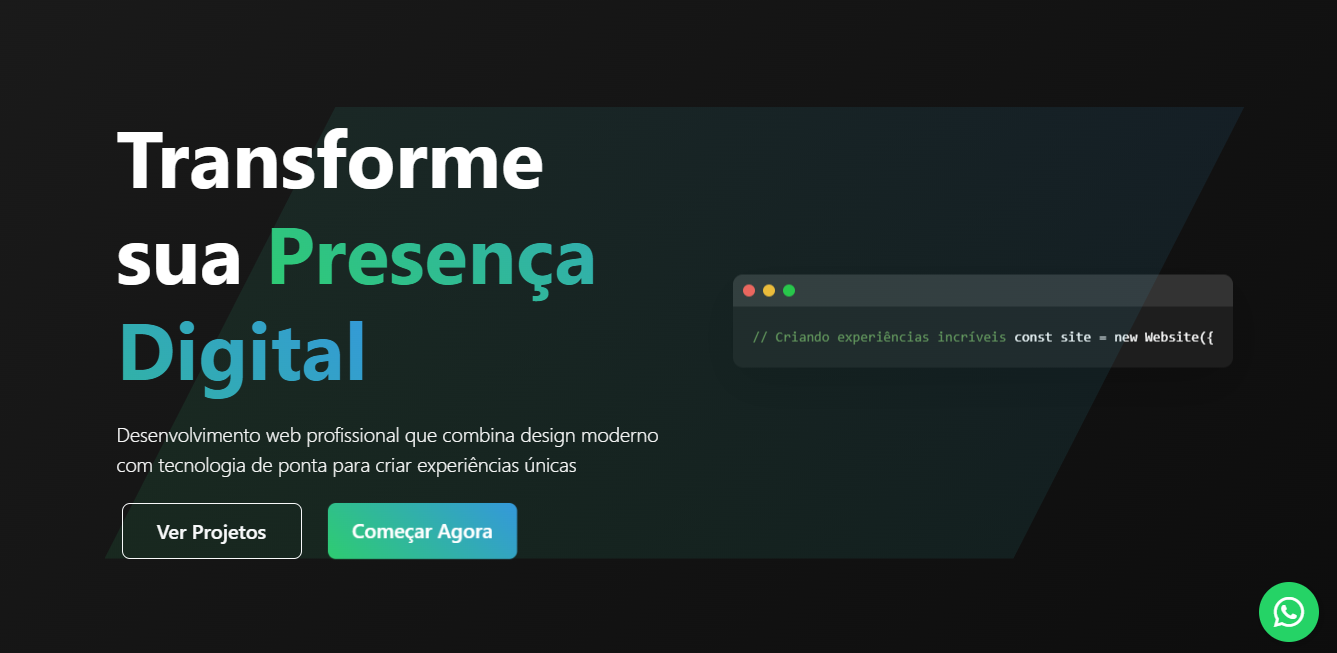 Transforme
sua Presença
Digital
Desenvolvimento web profissional que combina design moderno
com tecnologia de ponta para criar experiências únicas
Ver Projetos
Começar Agora
// Criando experiências incríveis const site = new Website({